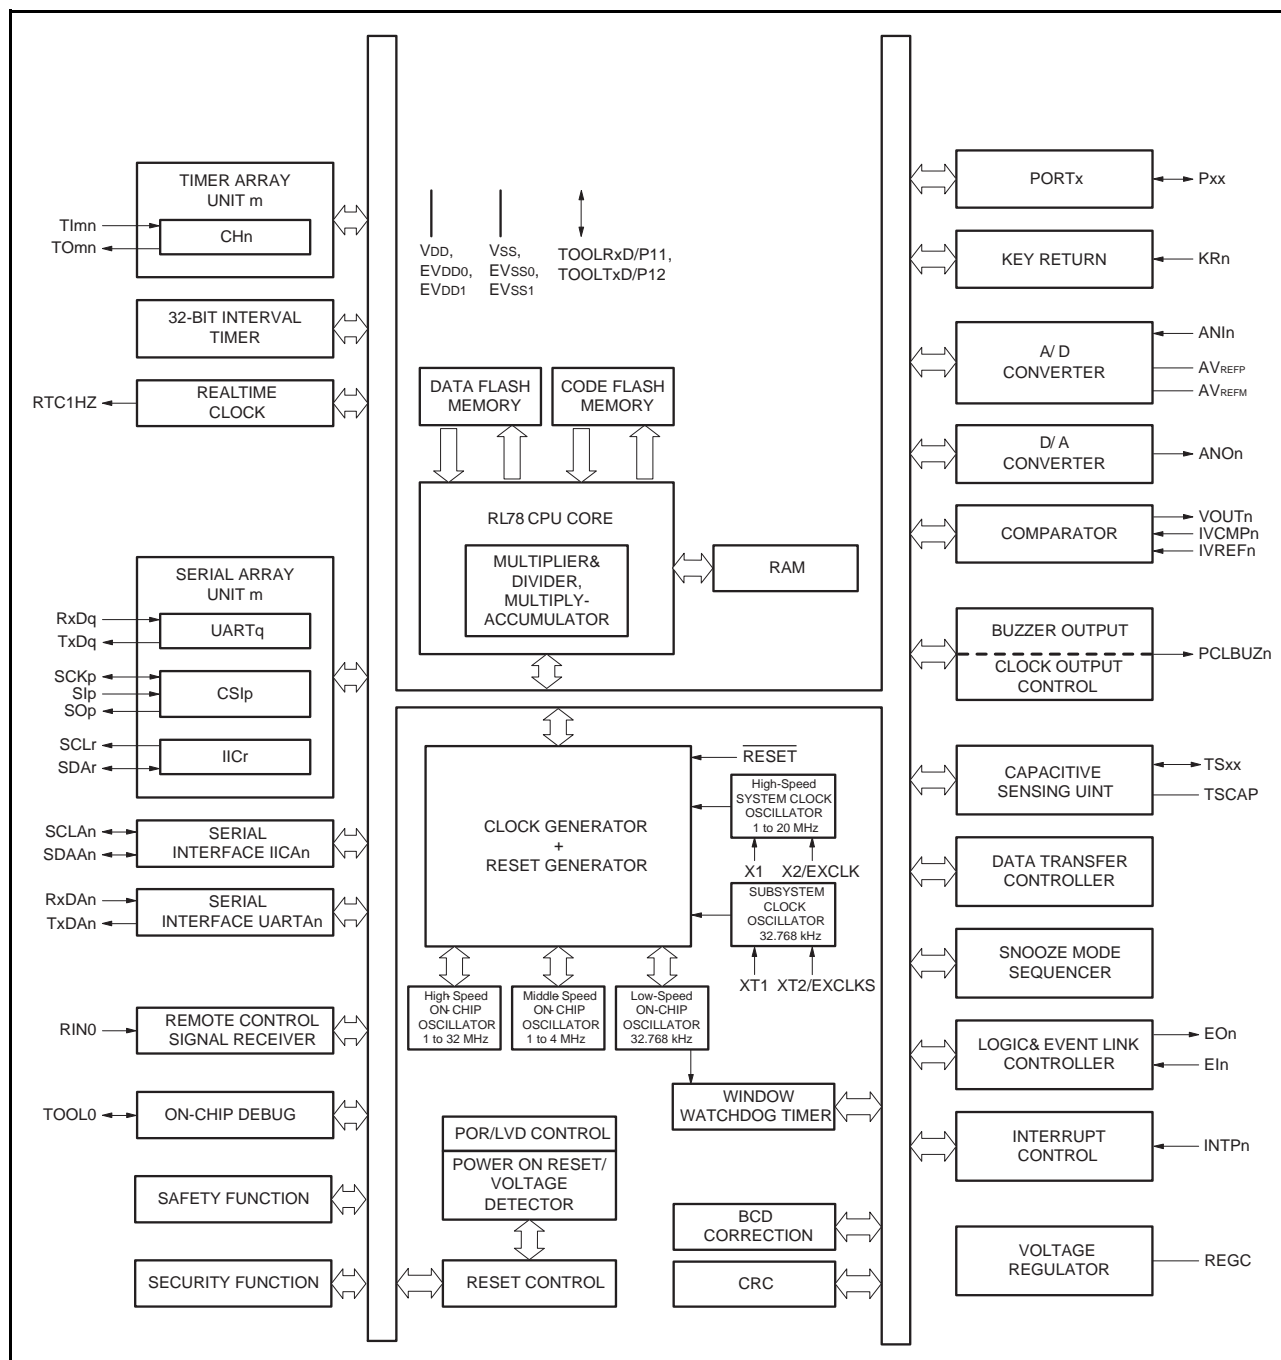 TIMER ARRAY
UNIT m
TImn
TOmn
CHn
32-BIT INTERVAL
TIMER
RTC1HZ
REALTIME
CLOCK
SERIAL ARRAY
UNIT m
RxDq
TxDq
UARTq
SCKp
SIp
SOp
CSIp
SCLr
SDAr
IICr
SCLAn
SDAAn
SERIAL
INTERFACE IICAn
RxDAn
TxDAn
SERIAL
INTERFACE UARTAn
RIN0
REMOTE CONTROL
SIGNAL RECEIVER
TOOL0
ON-CHIP DEBUG
SAFETY FUNCTION
SECURITY FUNCTION
VDD,
EVDD0,
EVDD1
VSS,
EVSS0,
EVSS1
TOOLRxD/P11,
TOOLTxD/P12
DATA FLASH
MEMORY
CODE FLASH
MEMORY
RL78 CPU CORE
MULTIPLIER&
DIVIDER,
MULTIPLY-
ACCUMULATOR
RAM
CLOCK GENERATOR
+
RESET GENERATOR
RESET
High-Speed
SYSTEM CLOCK
OSCILLATOR
1 to 20 MHz
X1 X2/EXCLK
SUBSYSTEM
CLOCK
OSCILLATOR
32.768 kHz
XT1 XT2/EXCLKS
High-Speed
ON-CHIP
OSCILLATOR
1 to 32 MHz
Middle-Speed
ON-CHIP
OSCILLATOR
1 to 4 MHz
Low-Speed
ON-CHIP
OSCILLATOR
32.768 kHz
WINDOW
WATCHDOG TIMER
POR/LVD CONTROL
POWER ON RESET/
VOLTAGE
DETECTOR
RESET CONTROL
BCD
CORRECTION
CRC
PORTx
Pxx
KEY RETURN
KRn
A/D
CONVERTER
ANIn
AVREFP
AVREFM
D/A
CONVERTER
ANOn
COMPARATOR
VOUTn
IVCMPn
IVREFn
BUZZER OUTPUT
CLOCK OUTPUT
CONTROL
PCLBUZn
CAPACITIVE
SENSING UINT
TSxx
TSCAP
DATA TRANSFER
CONTROLLER
SNOOZE MODE
SEQUENCER
LOGIC& EVENT LINK
CONTROLLER
EOn
EIn
INTERRUPT
CONTROL
INTPn
VOLTAGE
REGULATOR
REGC